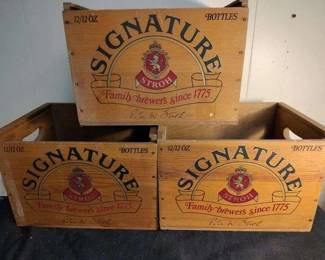 12/12 OZ. BOTTLES
SIGNATURE
STROH
Family brewers since 1775
12/12 OZ. BOTTLES
SIGNATURE
STROH
Family brewers since 1775
12/12 OZ. BOTTLES
SIGNATURE
STROH
Family brewers since 1775